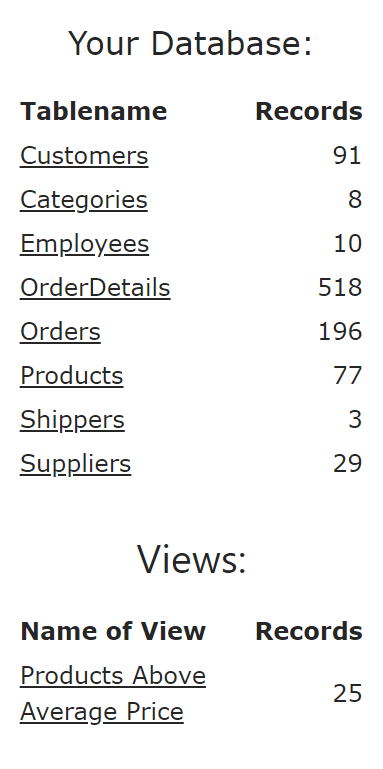 Your Database:
Tablename Records
Customers 91
Categories 8
Employees 10
OrderDetails 518
Orders 196
Products 77
Shippers 3
Suppliers 29
Views:
Name of View Records
Products Above
Average Price 25